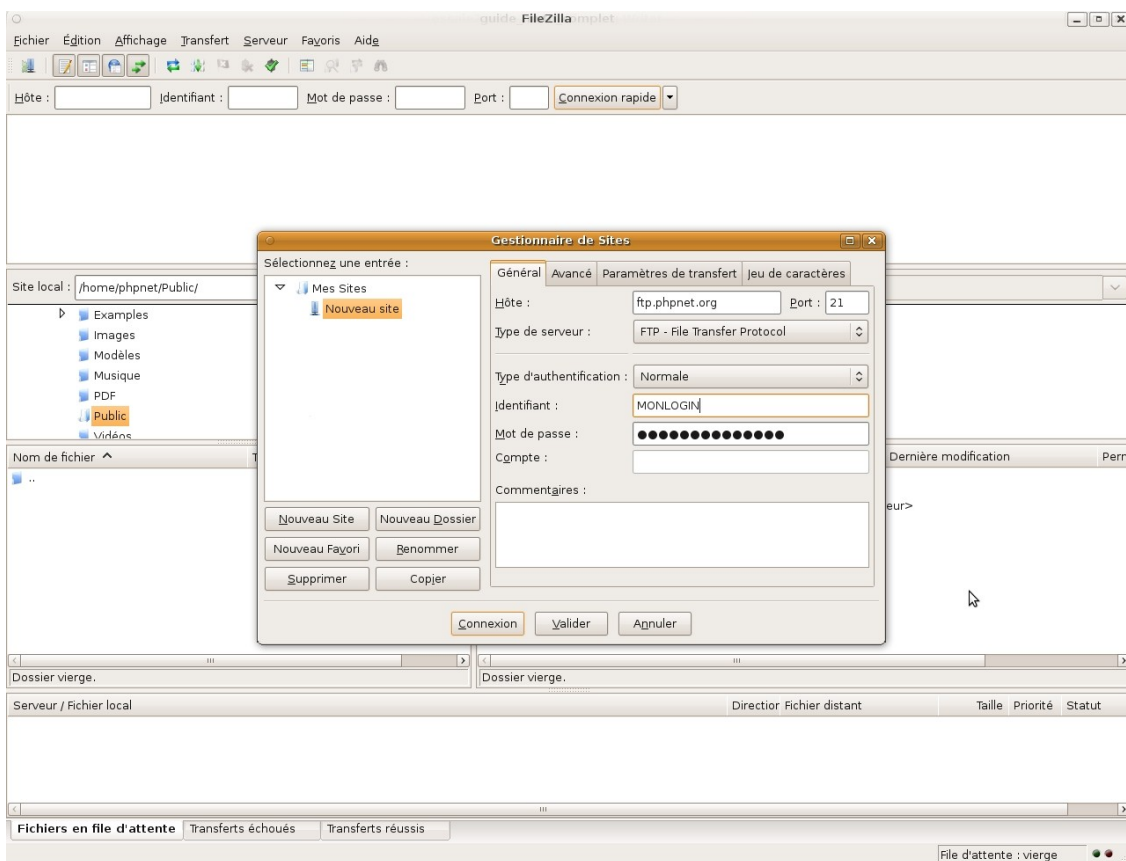 guide FileZilla complet
Fichier Édition Affichage Transfert Serveur Favoris Aide
Hôte : Identifiant : Mot de passe : Port : Connexion rapide
Gestionnaire de Sites
Sélectionnez une entrée :
Mes Sites
Nouveau site
Nouveau Site Nouveau Dossier
Nouveau Favori Renommer
Supprimer Copier
Général Avancé Paramètres de transfert Jeu de caractères
Hôte : ftp.phpnet.org Port : 21
Type de serveur : FTP - File Transfer Protocol
Type d'authentification : Normale
Identifiant : MONLOGIN
Mot de passe : ●●●●●●●●●●●●●●
Compte :
Commentaires :
Connexion Valider Annuler
Site local : /home/phpnet/Public/
Examples
Images
Modèles
Musique
PDF
Public
Vidéos
Nom de fichier
..
Dernière modification Perr
eur>
Dossier vierge. Dossier vierge.
Serveur / Fichier local Direction Fichier distant Taille Priorité Statut
Fichiers en file d'attente Transferts échoués Transferts réussis
File d'attente : vierge